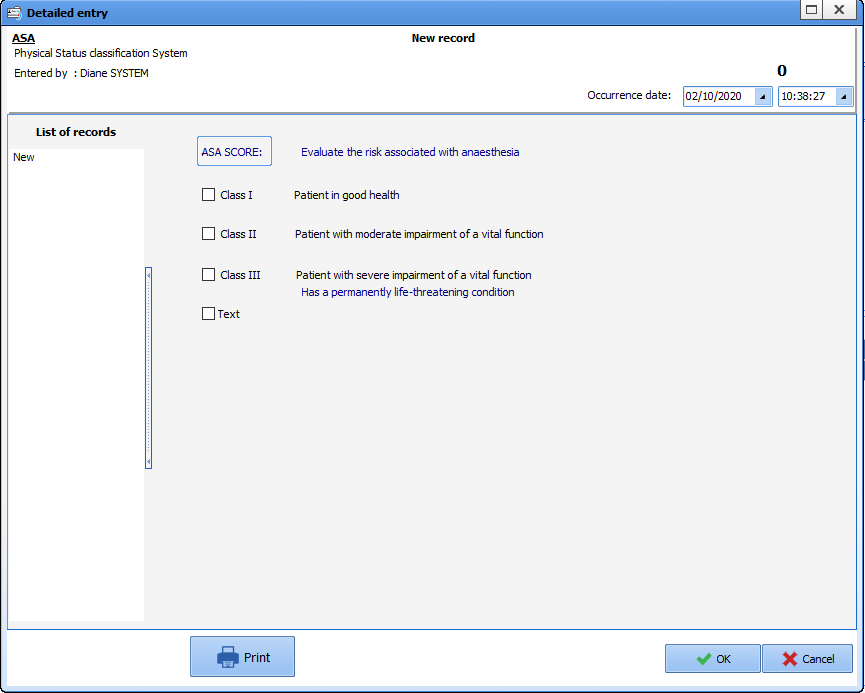 Detailed entry
ASA
New record
Physical Status classification System
Entered by : Diane SYSTEM
0
Occurrence date: 02/10/2020 10:38:27
List of records
New
ASA SCORE: Evaluate the risk associated with anaesthesia
Class I Patient in good health
Class II Patient with moderate impairment of a vital function
Class III Patient with severe impairment of a vital function
Has a permanently life-threatening condition
Text
Print
OK
Cancel